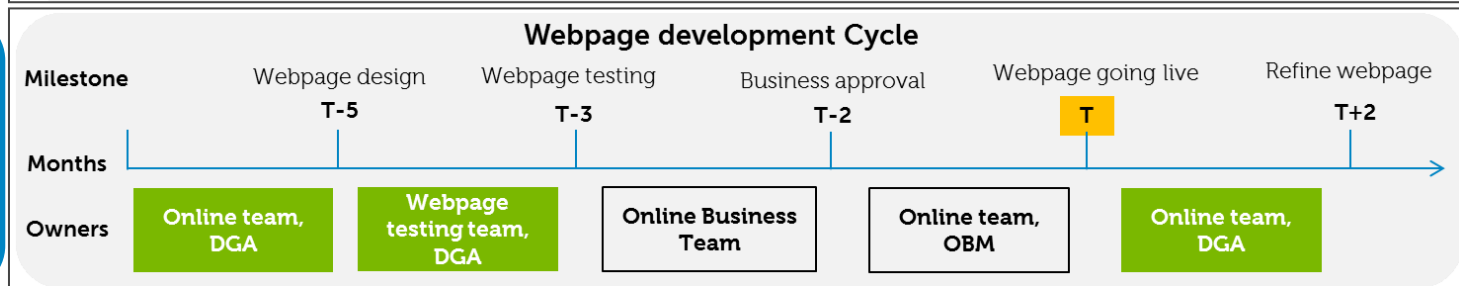 Webpage development Cycle
Milestone
Webpage design
Webpage testing
Business approval
Webpage going live
Refine webpage
T-5
T-3
T-2
T
T+2
Months
Owners
Online team,
DGA
Webpage
testing team,
DGA
Online Business
Team
Online team,
OBM
Online team,
DGA